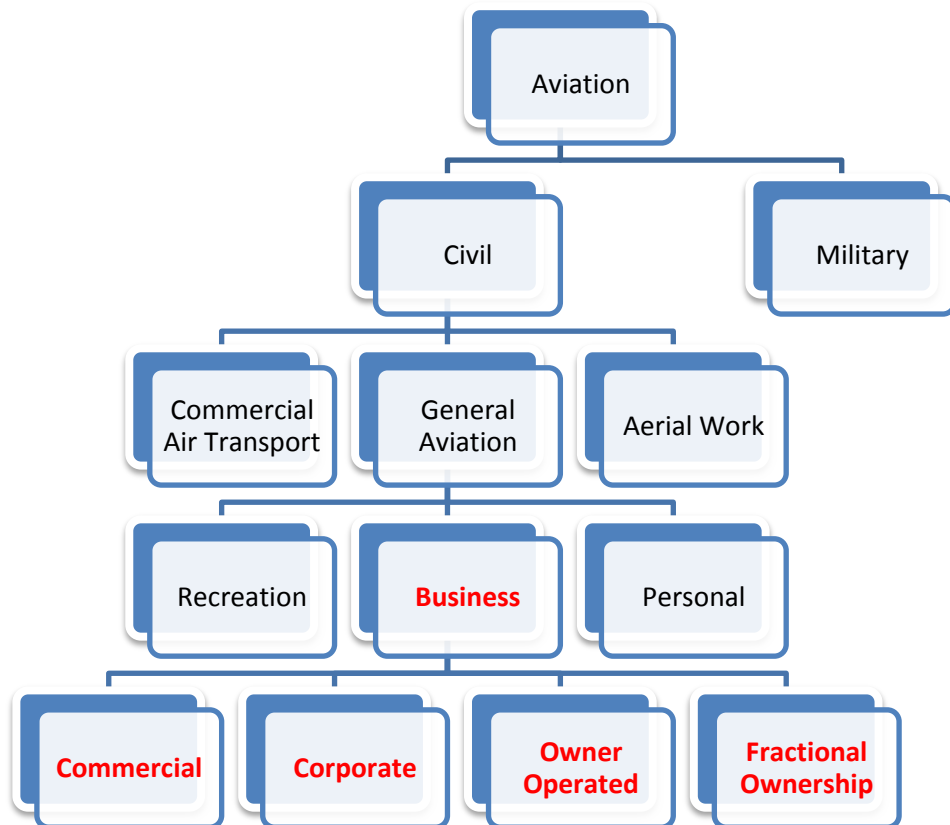 Aviation
Civil
Military
Commercial
Air Transport
General
Aviation
Aerial Work
Recreation
Business
Personal
Commercial
Corporate
Owner
Operated
Fractional
Ownership